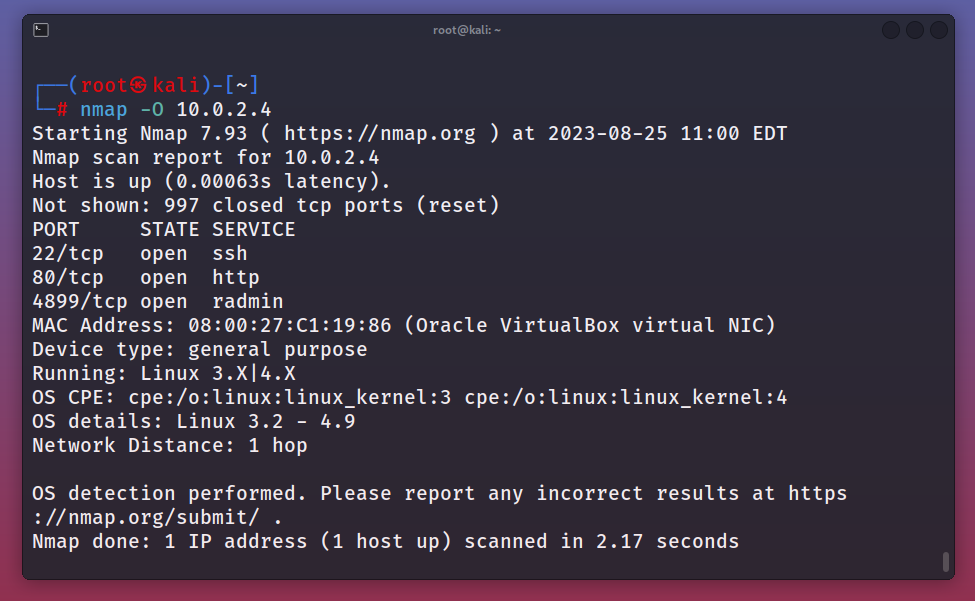 root@kali: ~
┌──(root㉿kali)-[~]
└─# nmap -O 10.0.2.4
Starting Nmap 7.93 ( https://nmap.org ) at 2023-08-25 11:00 EDT
Nmap scan report for 10.0.2.4
Host is up (0.00063s latency).
Not shown: 997 closed tcp ports (reset)
PORT     STATE SERVICE
22/tcp   open  ssh
80/tcp   open  http
4899/tcp open  radmin
MAC Address: 08:00:27:C1:19:86 (Oracle VirtualBox virtual NIC)
Device type: general purpose
Running: Linux 3.X|4.X
OS CPE: cpe:/o:linux:linux_kernel:3 cpe:/o:linux:linux_kernel:4
OS details: Linux 3.2 - 4.9
Network Distance: 1 hop
OS detection performed. Please report any incorrect results at https
://nmap.org/submit/ .
Nmap done: 1 IP address (1 host up) scanned in 2.17 seconds